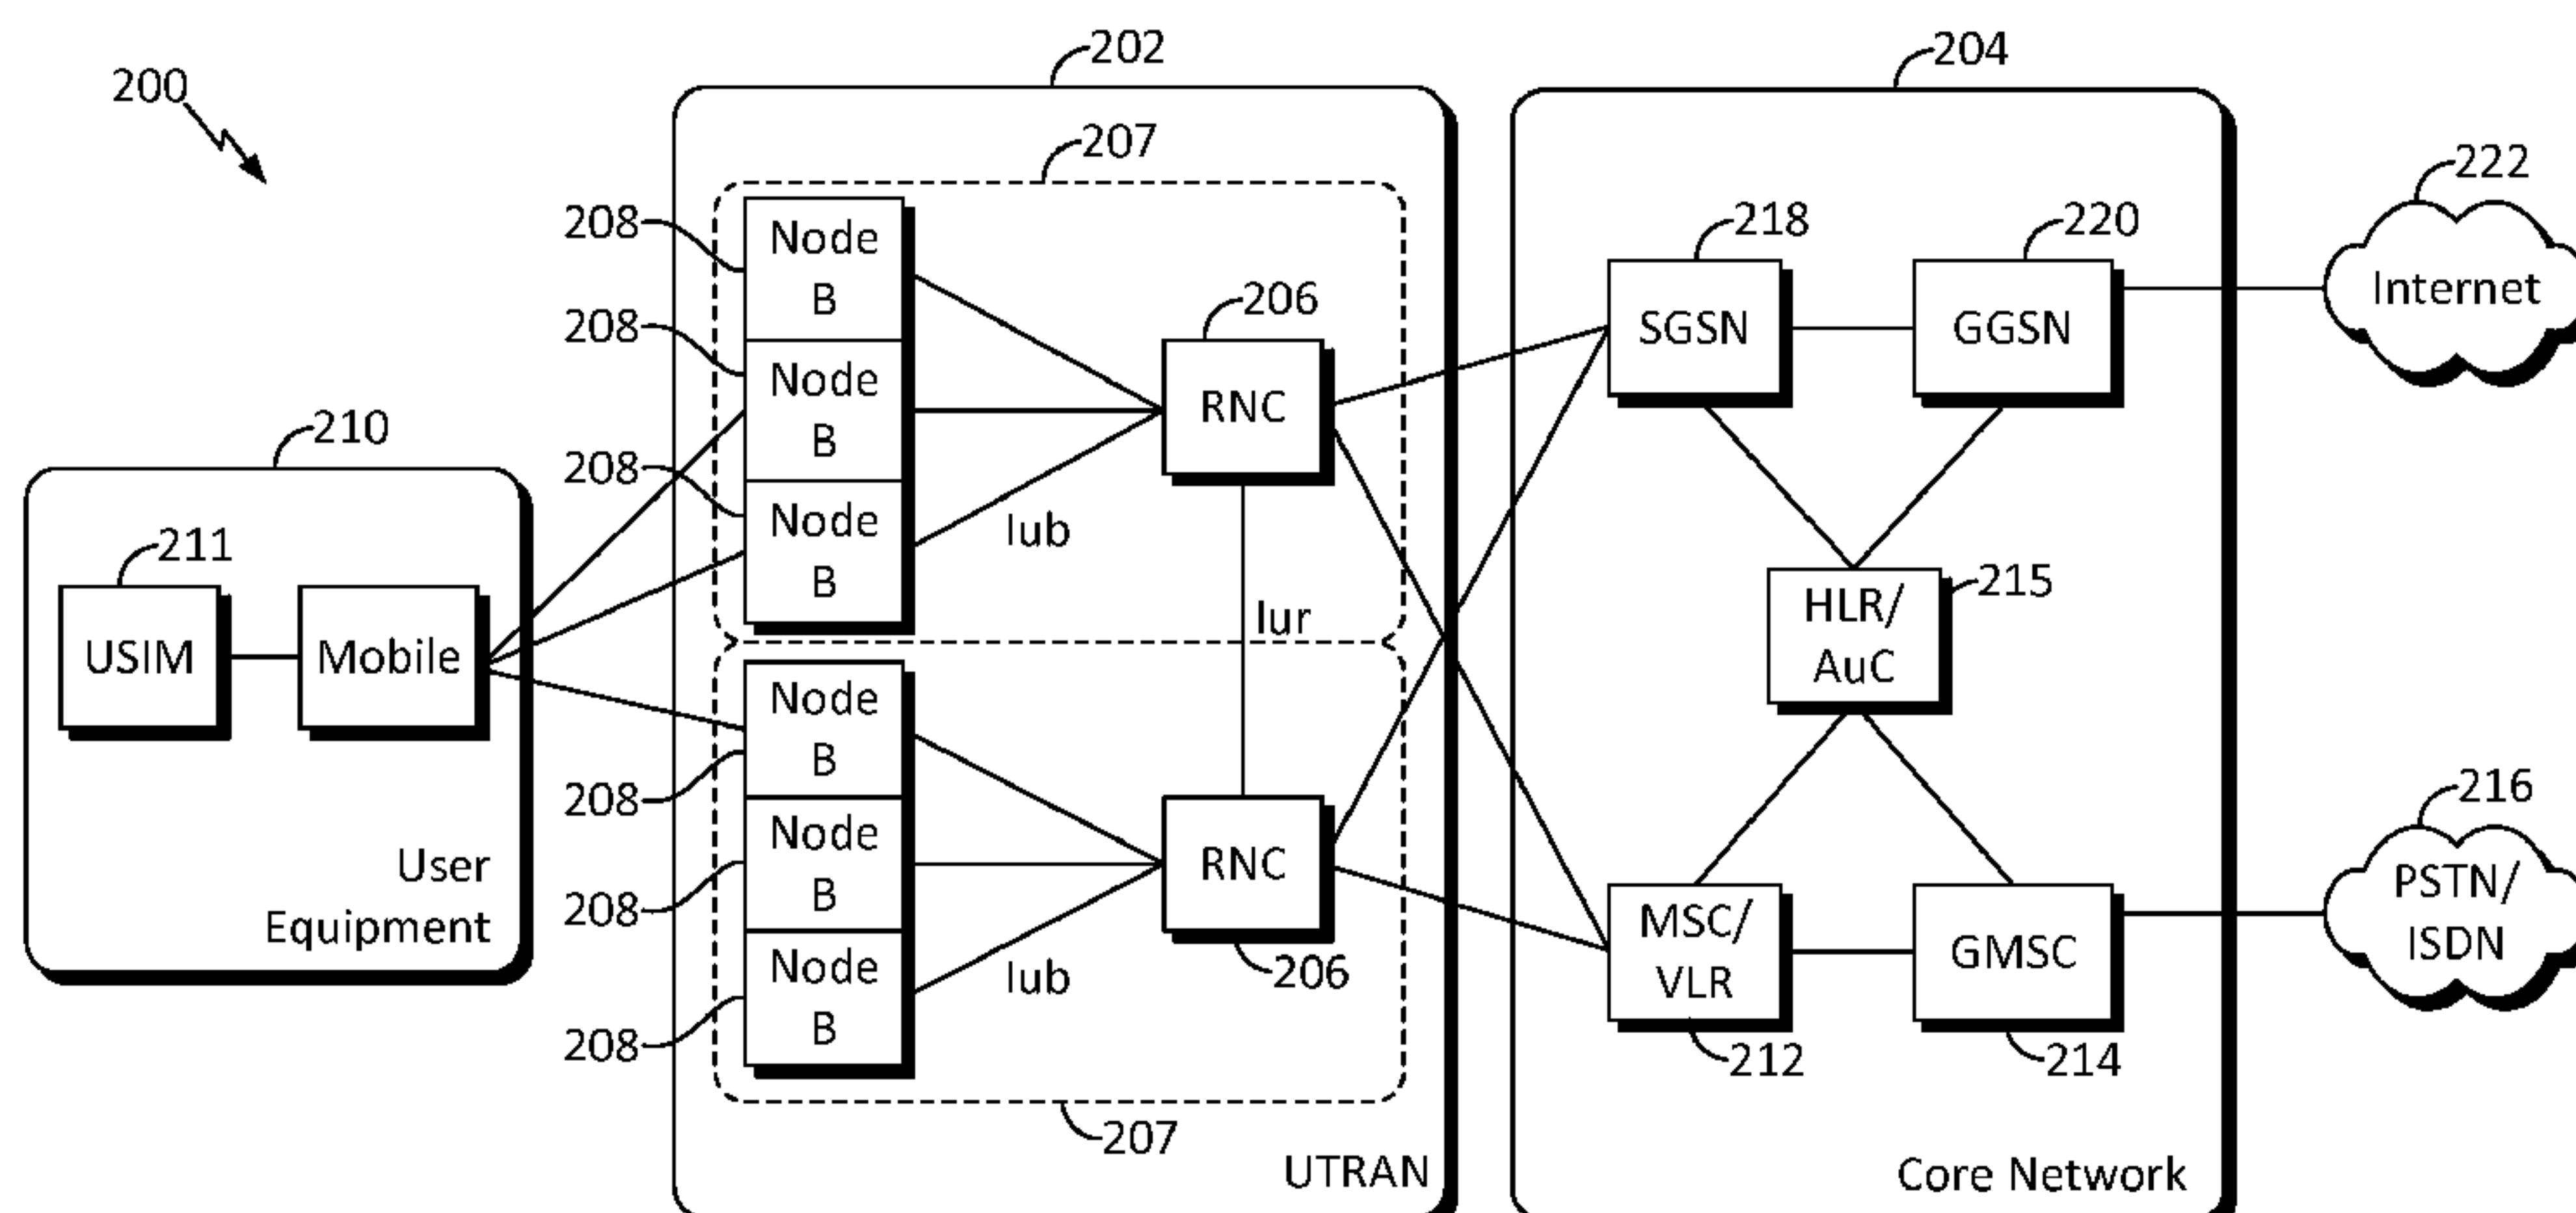 200
202
204
207
222
208
Node
B
218
220
Internet
206
208
SGSN
GGSN
Node
B
RNC
210
208
Node
B
Iub
211
215
HLR/
AuC
Iur
USIM
Mobile
Node
B
216
208
Node
B
RNC
PSTN/
ISDN
User
Equipment
208
MSC/
VLR
GMSC
Node
B
Iub
206
208
212
214
207
UTRAN
Core Network